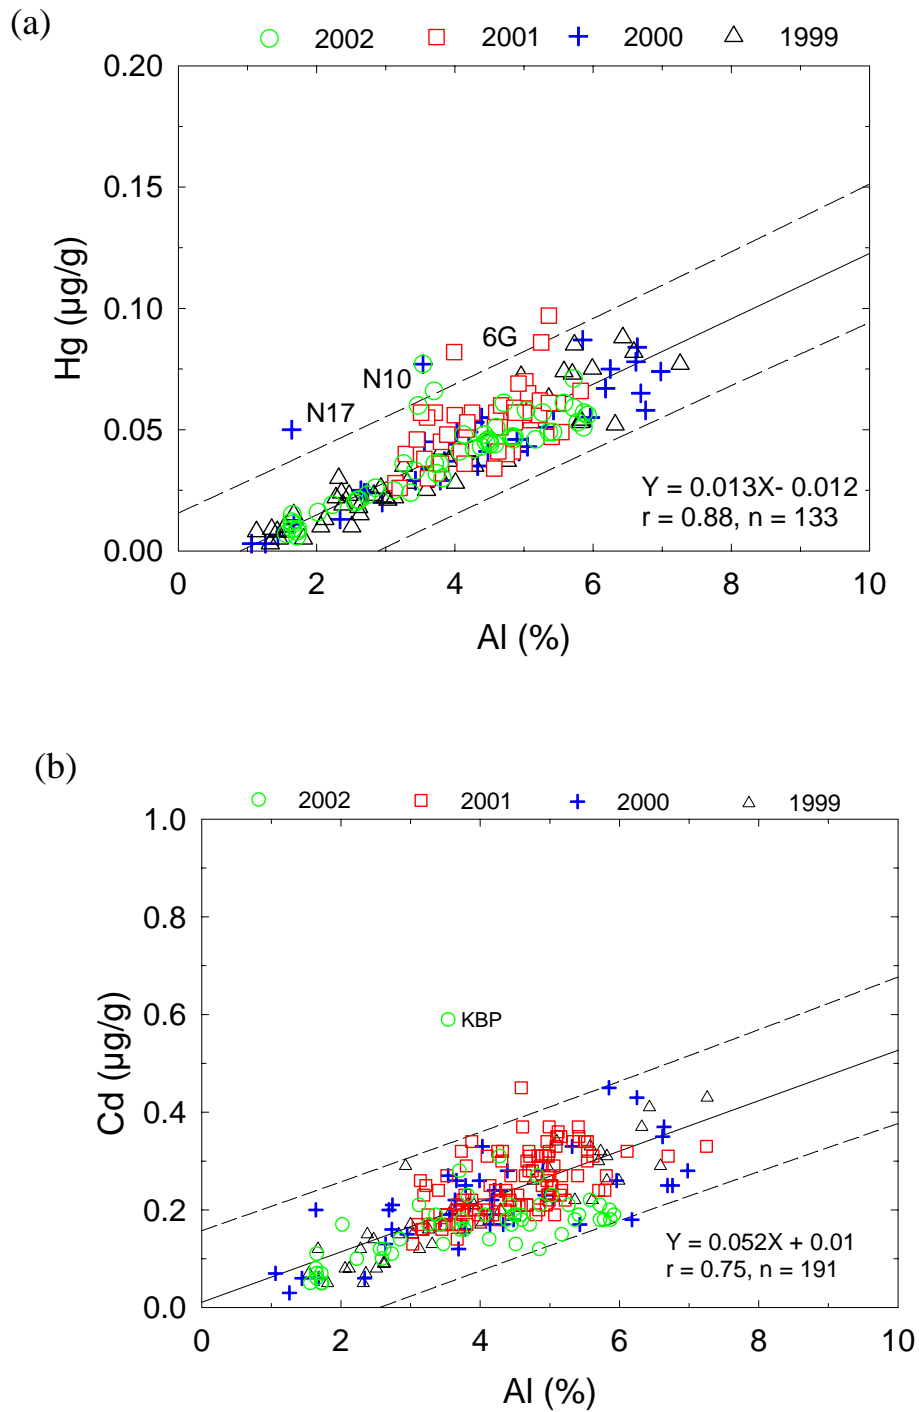 (a)
2002 2001 2000 1999
0.20
0.15
0.10
0.05
0.00
Hg (µg/g)
6G
N10
N17
Y = 0.013X- 0.012
r = 0.88, n = 133
0 2 4 6 8 10
Al (%)
(b)
2002 2001 2000 1999
1.0
0.8
0.6
0.4
0.2
0.0
Cd (µg/g)
KBP
Y = 0.052X + 0.01
r = 0.75, n = 191
0 2 4 6 8 10
Al (%)